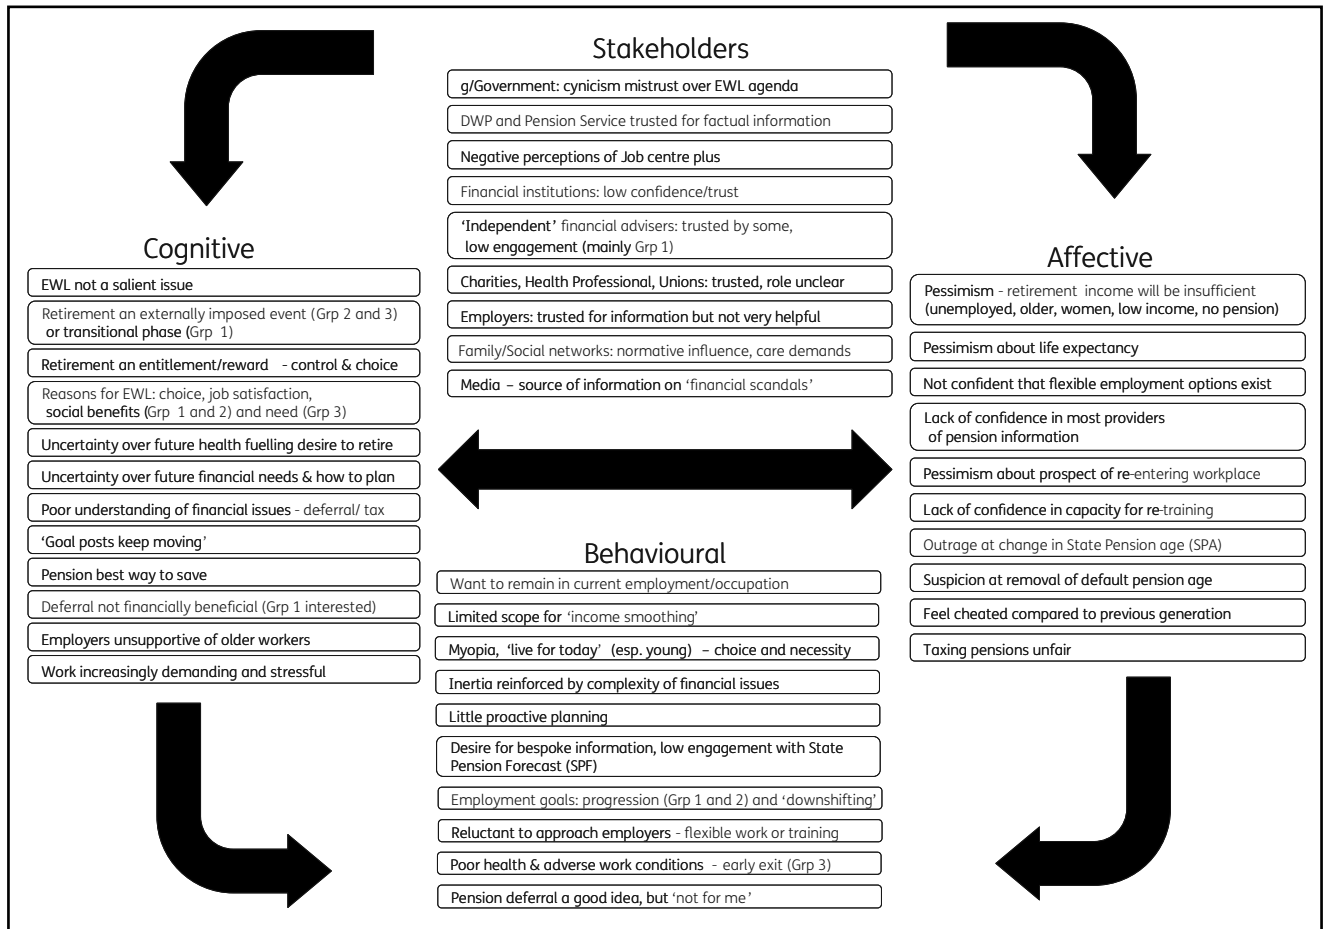 Stakeholders
g/Government: cynicism mistrust over EWL agenda
DWP and Pension Service trusted for factual information
Negative perceptions of Job centre plus
Financial institutions: low confidence/trust
‘Independent’ financial advisers: trusted by some,
low engagement (mainly Grp 1)
Charities, Health Professional, Unions: trusted, role unclear
Employers: trusted for information but not very helpful
Family/Social networks: normative influence, care demands
Media – source of information on ‘financial scandals’
Cognitive
EWL not a salient issue
Retirement an externally imposed event (Grp 2 and 3)
or transitional phase (Grp 1)
Retirement an entitlement/reward - control & choice
Reasons for EWL: choice, job satisfaction,
social benefits (Grp 1 and 2) and need (Grp 3)
Uncertainty over future health fuelling desire to retire
Uncertainty over future financial needs & how to plan
Poor understanding of financial issues - deferral/ tax
‘Goal posts keep moving’
Pension best way to save
Deferral not financially beneficial (Grp 1 interested)
Employers unsupportive of older workers
Work increasingly demanding and stressful
Affective
Pessimism - retirement income will be insufficient
(unemployed, older, women, low income, no pension)
Pessimism about life expectancy
Not confident that flexible employment options exist
Lack of confidence in most providers
of pension information
Pessimism about prospect of re-entering workplace
Lack of confidence in capacity for re-training
Outrage at change in State Pension age (SPA)
Suspicion at removal of default pension age
Feel cheated compared to previous generation
Taxing pensions unfair
Behavioural
Want to remain in current employment/occupation
Limited scope for ‘income smoothing’
Myopia, ‘live for today’ (esp. young) – choice and necessity
Inertia reinforced by complexity of financial issues
Little proactive planning
Desire for bespoke information, low engagement with State
Pension Forecast (SPF)
Employment goals: progression (Grp 1 and 2) and ‘downshifting’
Reluctant to approach employers - flexible work or training
Poor health & adverse work conditions - early exit (Grp 3)
Pension deferral a good idea, but ‘not for me’